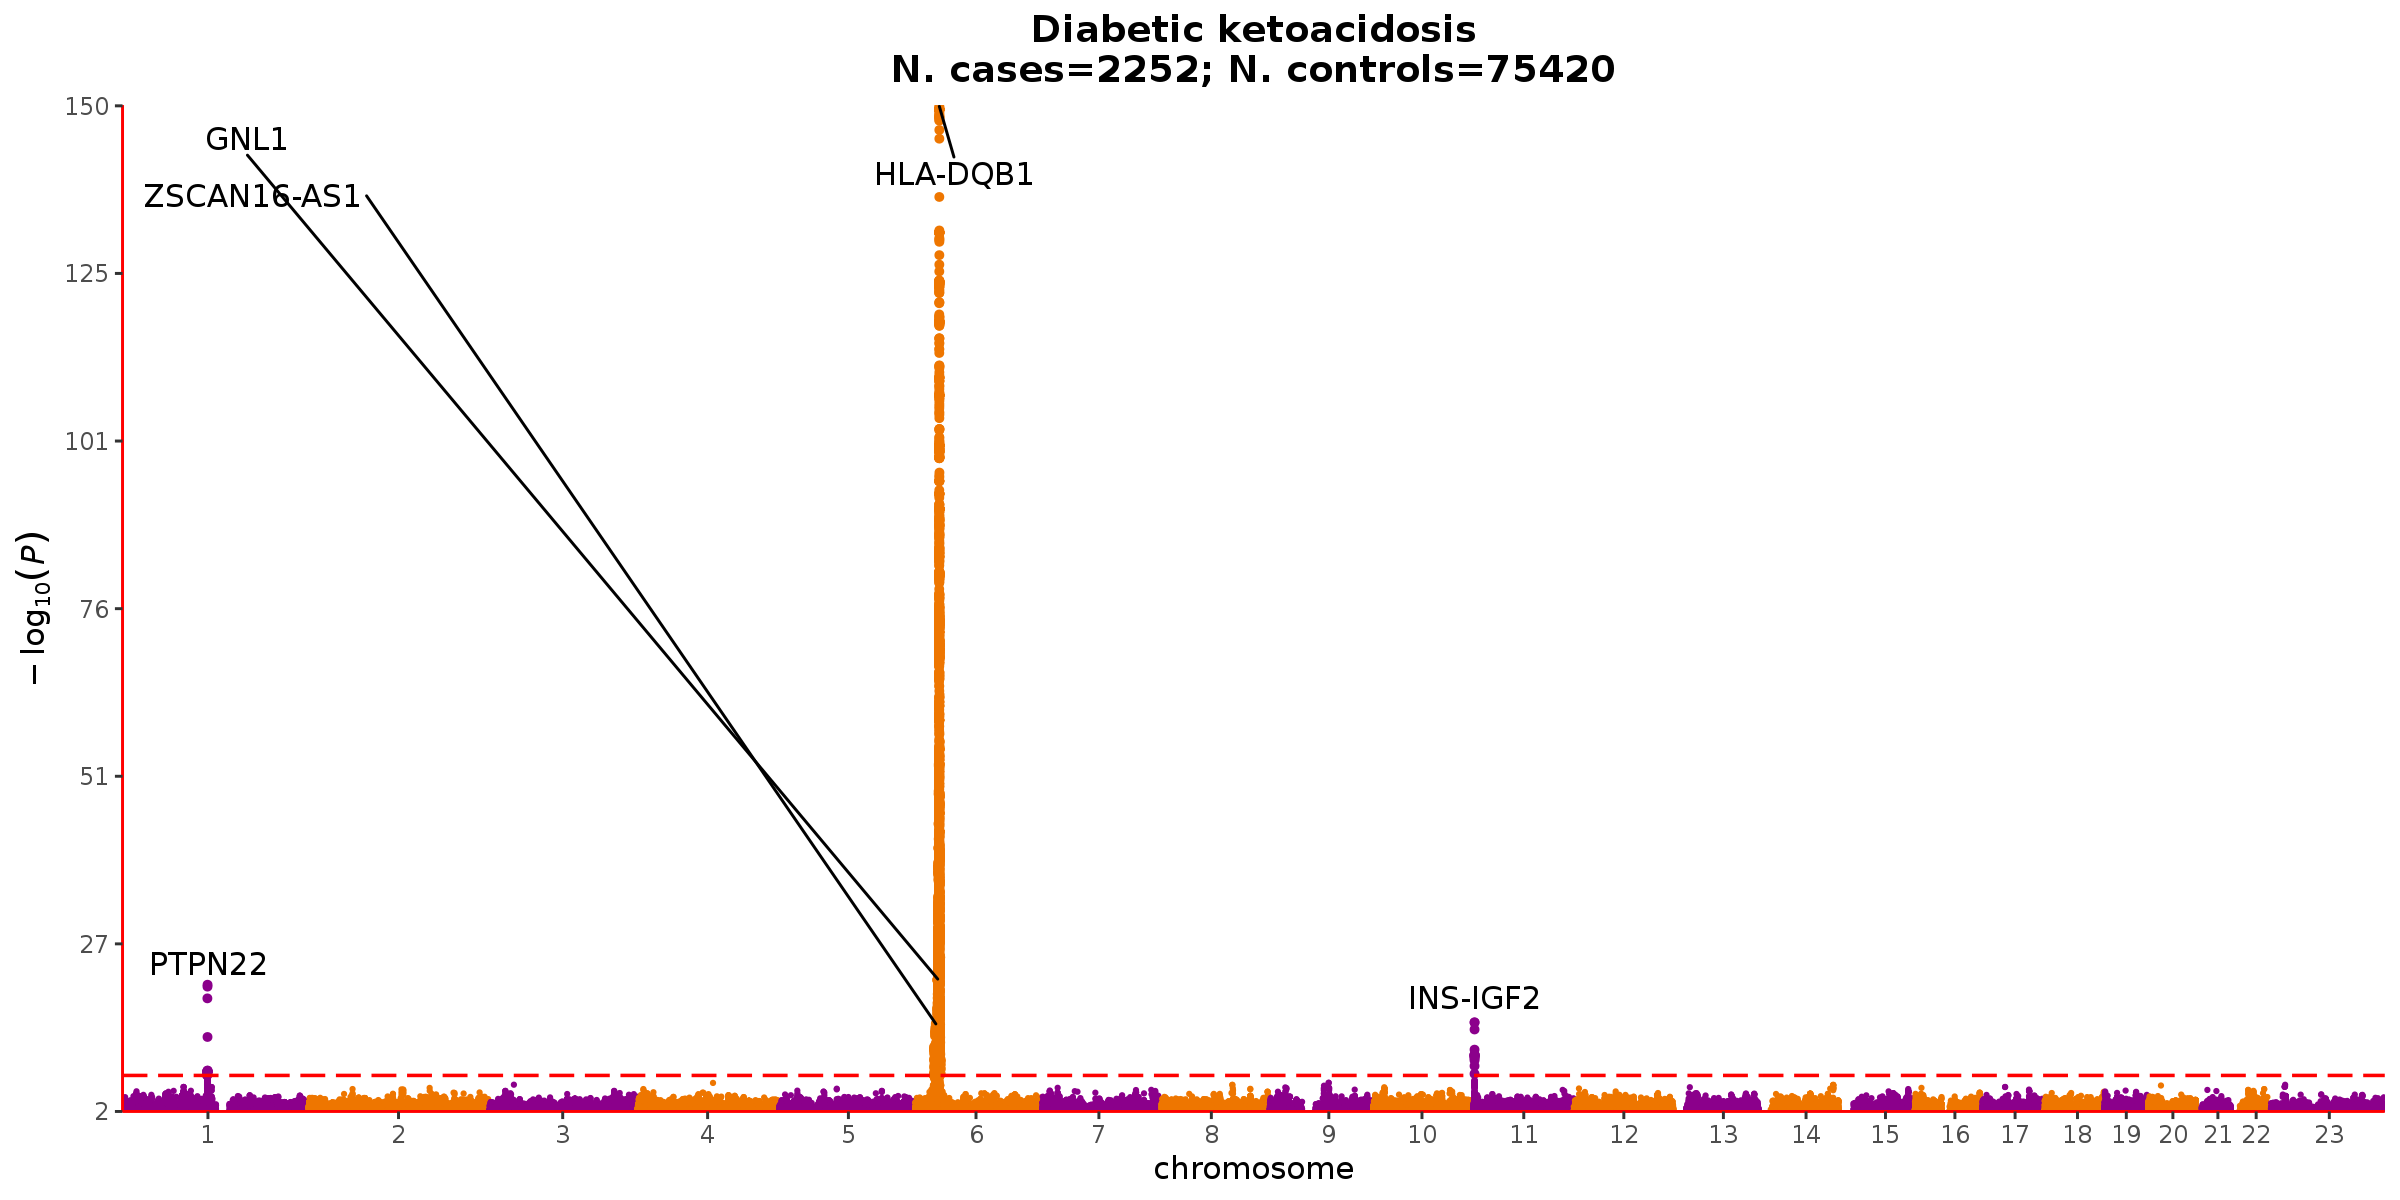 Diabetic ketoacidosis
N. cases=2252; N. controls=75420
150
125
101
76
51
27
2
−log₁₀(P)
GNL1
ZSCAN16-AS1
HLA-DQB1
PTPN22
INS-IGF2
1 2 3 4 5 6 7 8 9 10 11 12 13 14 15 16 17 18 19 20 21 22 23
chromosome